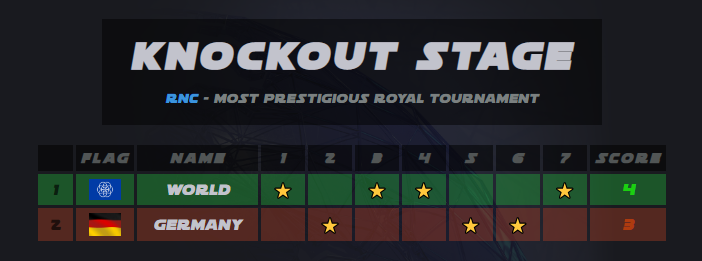 KNOCKOUT STAGE
RNC - MOST PRESTIGIOUS ROYAL TOURNAMENT
FLAG NAME 1 2 3 4 5 6 7 SCORE
1 WORLD 4
2 GERMANY 3